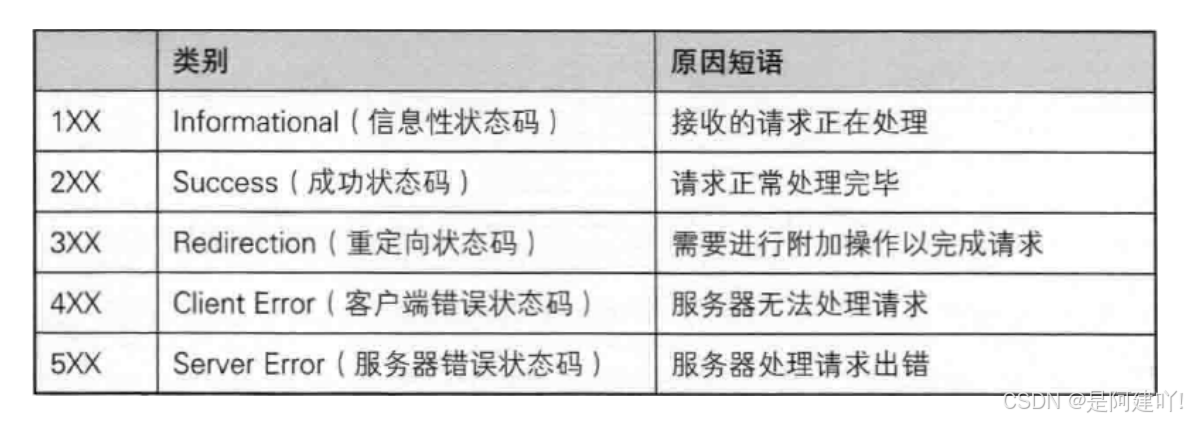 类别 原因短语
1XX Informational（信息性状态码） 接收的请求正在处理
2XX Success（成功状态码） 请求正常处理完毕
3XX Redirection（重定向状态码） 需要进行附加操作以完成请求
4XX Client Error（客户端错误状态码） 服务器无法处理请求
5XX Server Error（服务器错误状态码） 服务器处理请求出错
CSDN @是阿建吖!